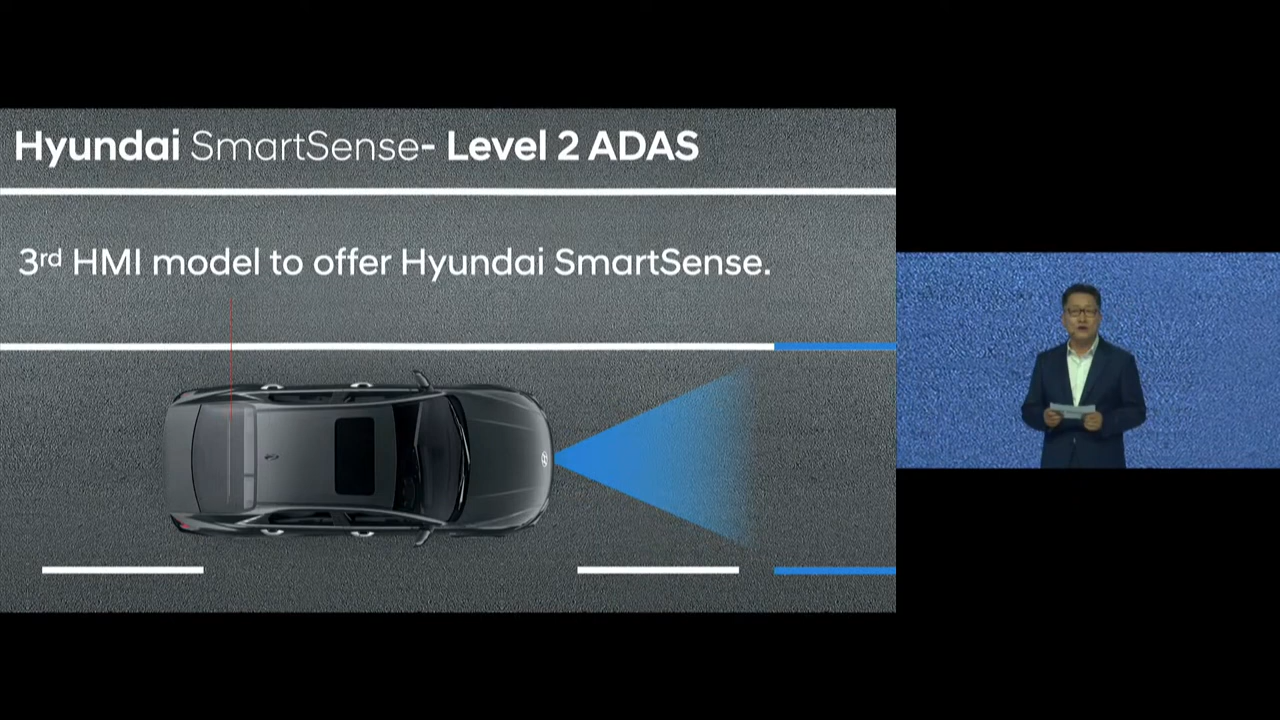 Hyundai SmartSense- Level 2 ADAS
3rd HMI model to offer Hyundai SmartSense.